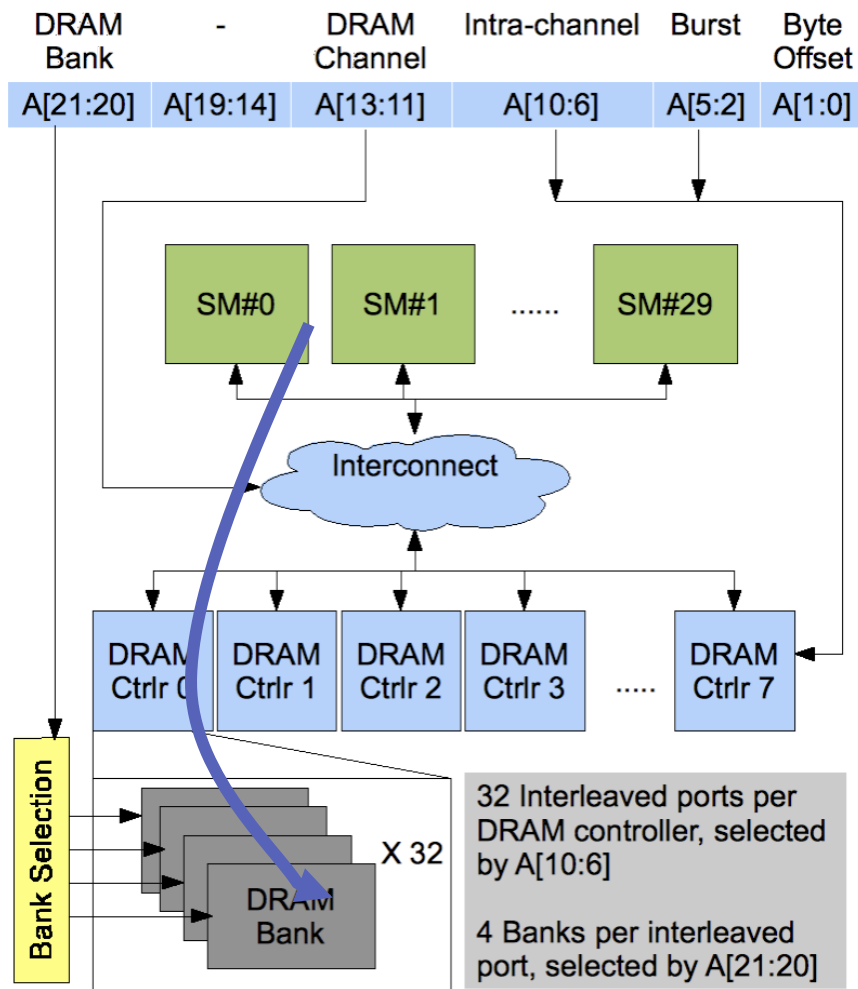 DRAM Bank
-
DRAM Channel
Intra-channel
Burst
Byte Offset
A[21:20]
A[19:14]
A[13:11]
A[10:6]
A[5:2]
A[1:0]
SM#0
SM#1
......
SM#29
Interconnect
DRAM
Ctrlr 0
DRAM
Ctrlr 1
DRAM
Ctrlr 2
DRAM
Ctrlr 3
.....
DRAM
Ctrlr 7
Bank Selection
DRAM
Bank
X 32
32 Interleaved ports per
DRAM controller, selected
by A[10:6]
4 Banks per interleaved
port, selected by A[21:20]